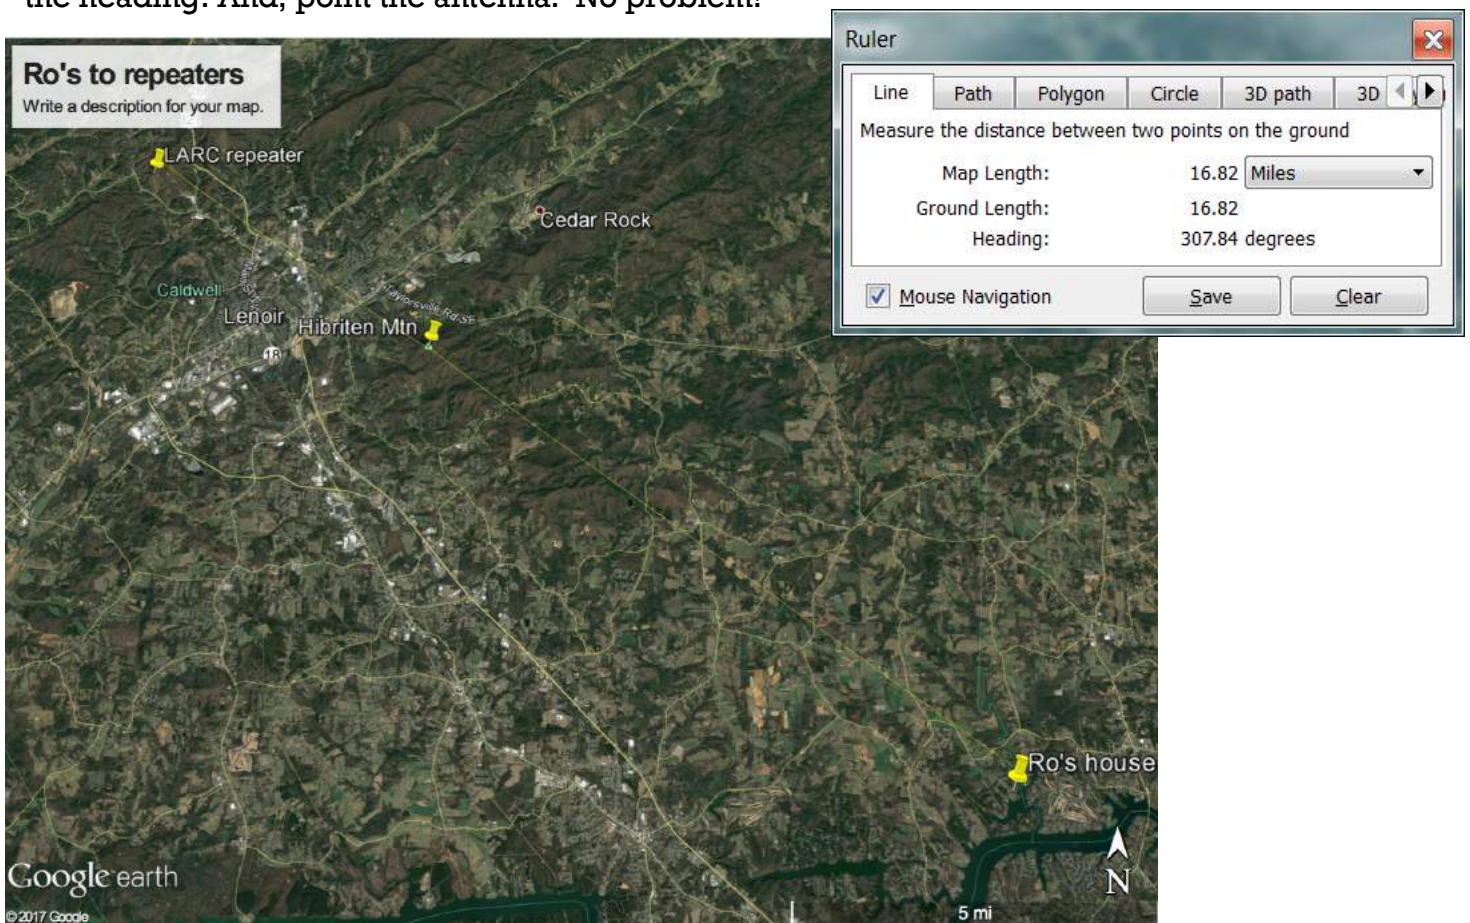 the heading. And, point the antenna. No problem!
Ro's to repeaters
Write a description for your map.
LARC repeater
Cedar Rock
Caldwell
Lenoir
Hibriten Mtn
Taylorsville Rd SE
18
Ro's house
N
Google earth
©2017 Google
5 mi
Ruler
Line
Path
Polygon
Circle
3D path
3D
Measure the distance between two points on the ground
Map Length: 16.82 Miles
Ground Length: 16.82
Heading: 307.84 degrees
Mouse Navigation
Save
Clear